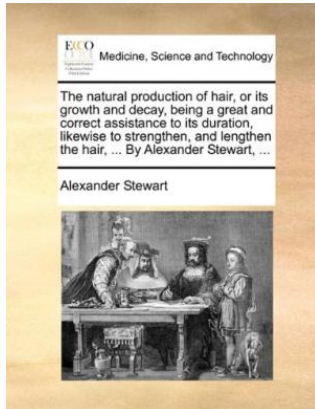 ECCO
Medicine, Science and Technology
The natural production of hair, or its
growth and decay, being a great and
correct assistance to its duration,
likewise to strengthen, and lengthen
the hair, ... By Alexander Stewart, ...
Alexander Stewart